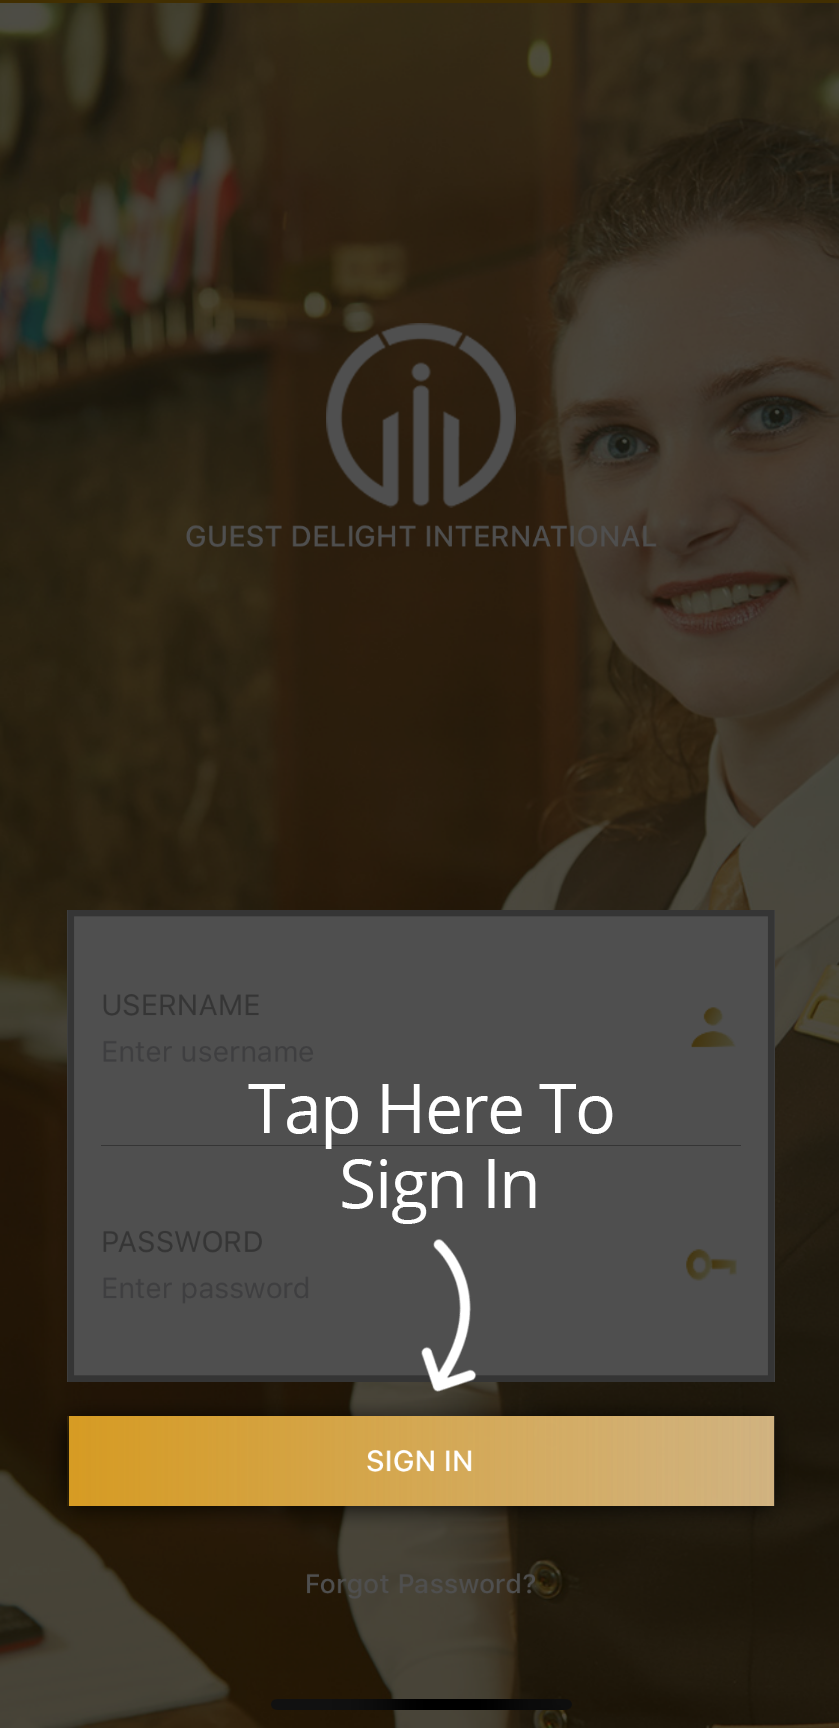 GUEST DELIGHT INTERNATIONAL
USERNAME
Enter username
Tap Here To
Sign In
PASSWORD
Enter password
SIGN IN
Forgot Password?